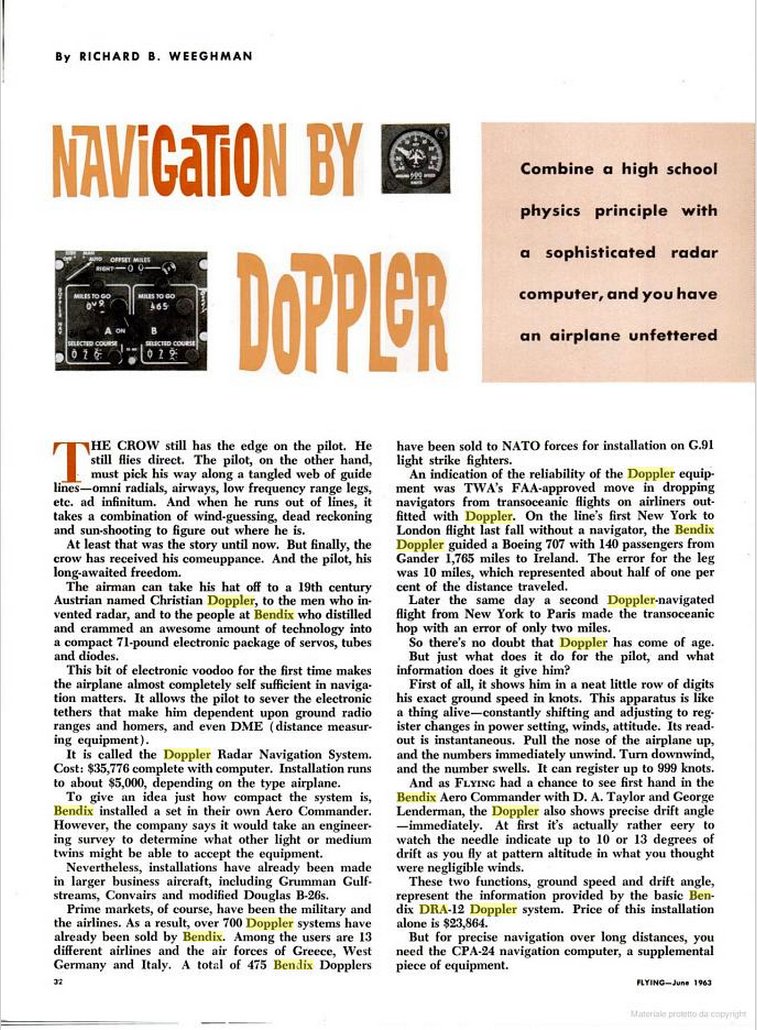 By RICHARD B. WEEGHMAN
NAVIGATION BY
DOPPLER
Combine a high school
physics principle with
a sophisticated radar
computer, and you have
an airplane unfettered
OFFSET MILES
RIGHT
AUTO
MILES TO GO
MILES TO GO
A ON B
SELECTED COURSE
SELECTED COURSE
THE CROW still has the edge on the pilot. He
still flies direct. The pilot, on the other hand,
must pick his way along a tangled web of guide
lines—omni radials, airways, low frequency range legs,
etc. ad infinitum. And when he runs out of lines, it
takes a combination of wind-guessing, dead reckoning
and sun-shooting to figure out where he is.
At least that was the story until now. But finally, the
crow has received his comeuppance. And the pilot, his
long-awaited freedom.
The airman can take his hat off to a 19th century
Austrian named Christian Doppler, to the men who in-
vented radar, and to the people at Bendix who distilled
and crammed an awesome amount of technology into
a compact 71-pound electronic package of servos, tubes
and diodes.
This bit of electronic voodoo for the first time makes
the airplane almost completely self sufficient in naviga-
tion matters. It allows the pilot to sever the electronic
tethers that make him dependent upon ground radio
ranges and homers, and even DME (distance measur-
ing equipment).
It is called the Doppler Radar Navigation System.
Cost: $35,776 complete with computer. Installation runs
to about $5,000, depending on the type airplane.
To give an idea just how compact the system is,
Bendix installed a set in their own Aero Commander.
However, the company says it would take an engineer-
ing survey to determine what other light or medium
twins might be able to accept the equipment.
Nevertheless, installations have already been made
in larger business aircraft, including Grumman Gulf-
streams, Convairs and modified Douglas B-26s.
Prime markets, of course, have been the military and
the airlines. As a result, over 700 Doppler systems have
already been sold by Bendix. Among the users are 13
different airlines and the air forces of Greece, West
Germany and Italy. A total of 475 Bendix Dopplers
have been sold to NATO forces for installation on G.91
light strike fighters.
An indication of the reliability of the Doppler equip-
ment was TWA's FAA-approved move in dropping
navigators from transoceanic flights on airliners out-
fitted with Doppler. On the line's first New York to
London flight last fall without a navigator, the Bendix
Doppler guided a Boeing 707 with 140 passengers from
Gander 1,765 miles to Ireland. The error for the leg
was 10 miles, which represented about half of one per
cent of the distance traveled.
Later the same day a second Doppler-navigated
flight from New York to Paris made the transoceanic
hop with an error of only two miles.
So there's no doubt that Doppler has come of age.
But just what does it do for the pilot, and what
information does it give him?
First of all, it shows him in a neat little row of digits
his exact ground speed in knots. This apparatus is like
a thing alive—constantly shifting and adjusting to reg-
ister changes in power setting, winds, attitude. Its read-
out is instantaneous. Pull the nose of the airplane up,
and the numbers immediately unwind. Turn downwind,
and the number swells. It can register up to 999 knots.
And as FLYING had a chance to see first hand in the
Bendix Aero Commander with D. A. Taylor and George
Lenderman, the Doppler also shows precise drift angle
—immediately. At first it's actually rather eery to
watch the needle indicate up to 10 or 13 degrees of
drift as you fly at pattern altitude in what you thought
were negligible winds.
These two functions, ground speed and drift angle,
represent the information provided by the basic Ben-
dix DRA-12 Doppler system. Price of this installation
alone is $23,864.
But for precise navigation over long distances, you
need the CPA-24 navigation computer, a supplemental
piece of equipment.
32
FLYING—June 1963
Materiale protetto da copyright